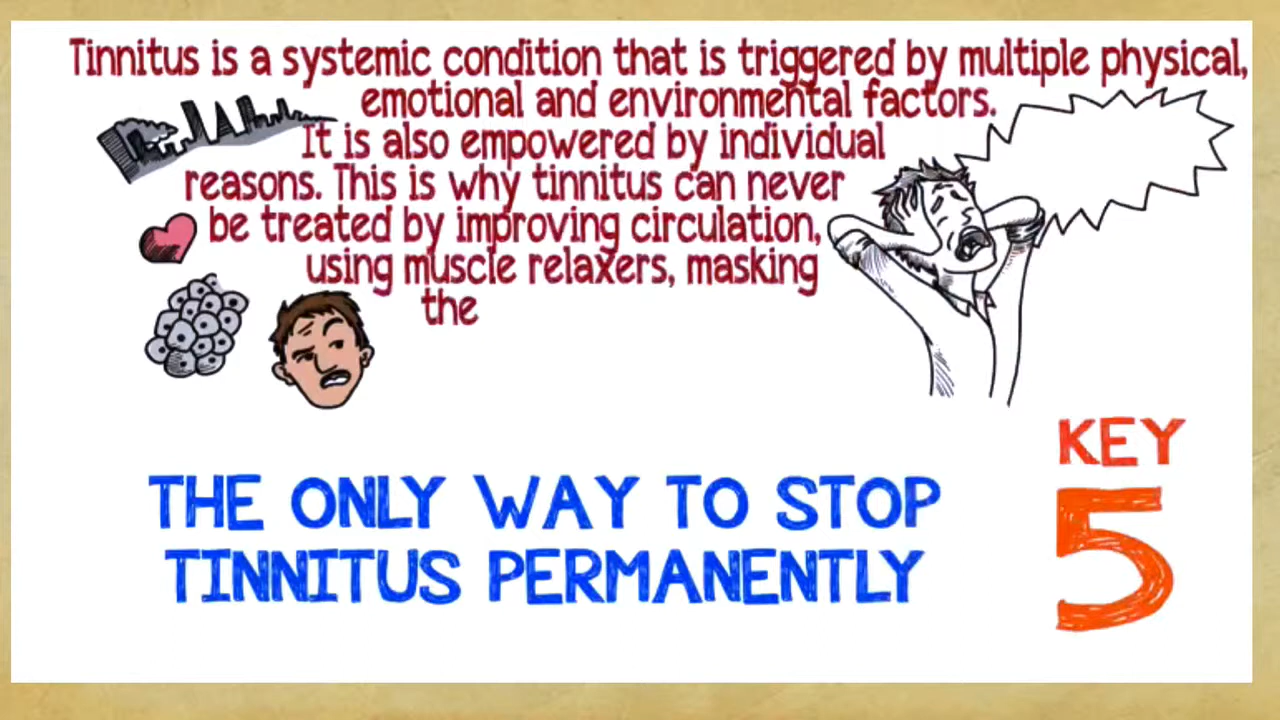 Tinnitus is a systemic condition that is triggered by multiple physical,
emotional and environmental factors.
It is also empowered by individual
reasons. This is why tinnitus can never
be treated by improving circulation,
using muscle relaxers, masking
the
KEY
5
THE ONLY WAY TO STOP
TINNITUS PERMANENTLY